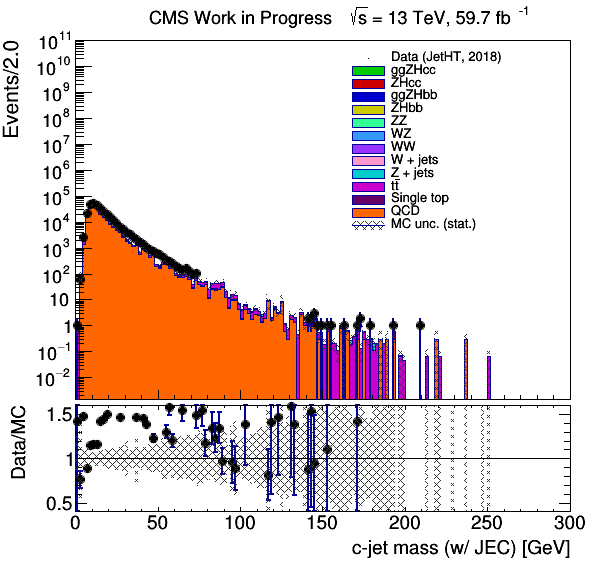 CMS Work in Progress √s = 13 TeV, 59.7 fb⁻¹
Events/2.0
10¹¹
10¹⁰
10⁹
10⁸
10⁷
10⁶
10⁵
10⁴
10³
10²
10
1
10⁻¹
10⁻²
Data (JetHT, 2018)
ggZHcc
ZHcc
ggZHbb
ZHbb
ZZ
WZ
WW
W + jets
Z + jets
tt̄
Single top
QCD
MC unc. (stat.)
Data/MC
1.5
1
0.5
0 50 100 150 200 250 300
c-jet mass (w/ JEC) [GeV]